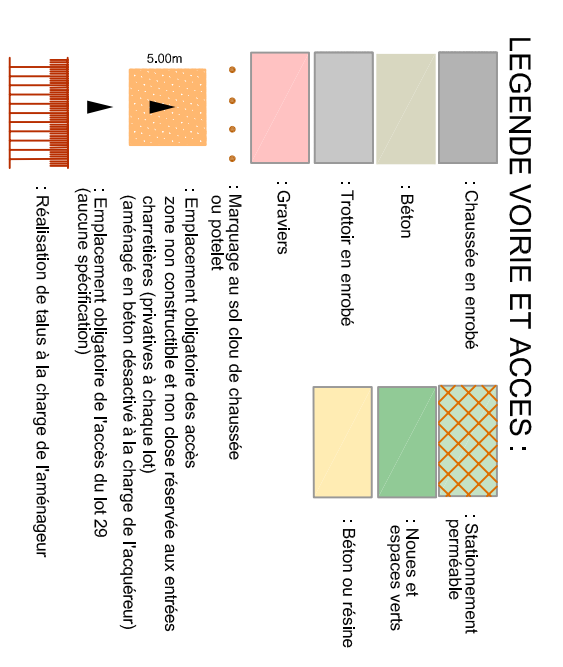 LEGENDE VOIRIE ET ACCES :
: Chaussée en enrobé
: Béton
: Trottoir en enrobé
: Graviers
: Stationnement
perméable
: Noues et
espaces verts
: Béton ou résine
: Marquage au sol clou de chaussée
ou potelet
5.00m
: Emplacement obligatoire des accès
zone non constructible et non close réservée aux entrées
charretières (privatives à chaque lot)
(aménagé en béton désactivé à la charge de l'acquéreur)
: Emplacement obligatoire de l'accès du lot 29
(aucune spécification)
: Réalisation de talus à la charge de l'aménageur